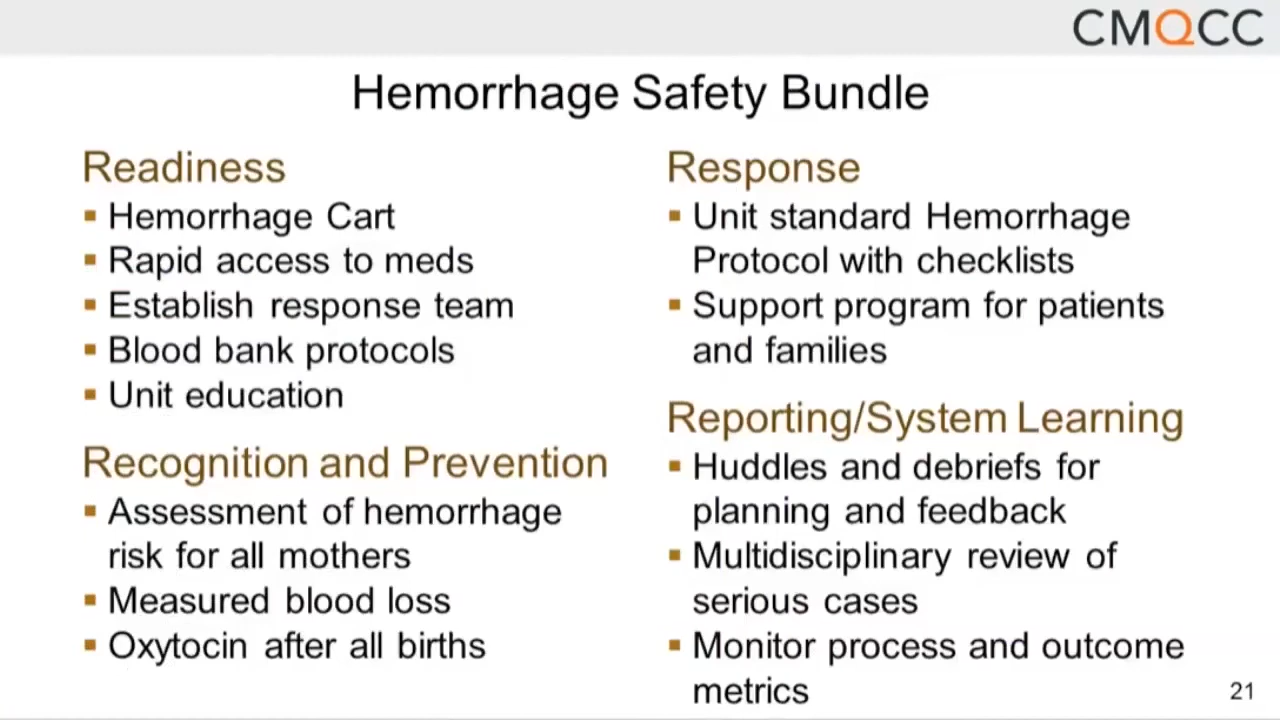 CMQCC
Hemorrhage Safety Bundle
Readiness
▪ Hemorrhage Cart
▪ Rapid access to meds
▪ Establish response team
▪ Blood bank protocols
▪ Unit education
Recognition and Prevention
▪ Assessment of hemorrhage
risk for all mothers
▪ Measured blood loss
▪ Oxytocin after all births
Response
▪ Unit standard Hemorrhage
Protocol with checklists
▪ Support program for patients
and families
Reporting/System Learning
▪ Huddles and debriefs for
planning and feedback
▪ Multidisciplinary review of
serious cases
▪ Monitor process and outcome
metrics
21